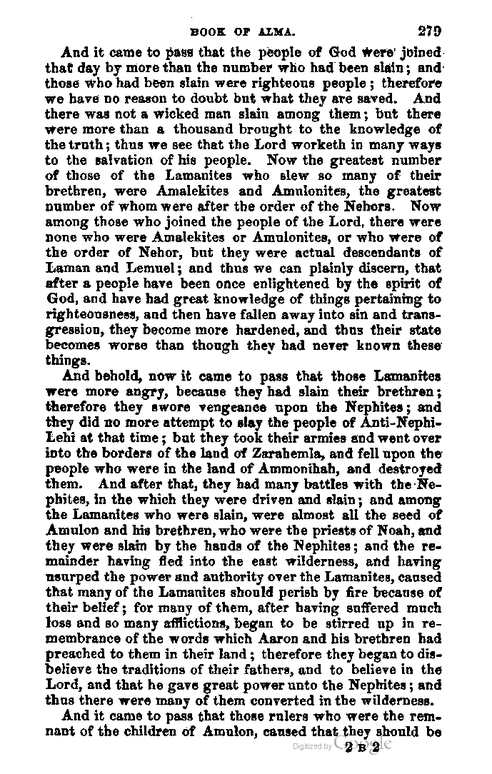 BOOK OF ALMA. 279
And it came to pass that the people of God were joined
that day by more than the number who had been slain; and
those who had been slain were righteous people; therefore
we have no reason to doubt but what they are saved. And
there was not a wicked man slain among them; but there
were more than a thousand brought to the knowledge of
the truth; thus we see that the Lord worketh in many ways
to the salvation of his people. Now the greatest number
of those of the Lamanites who slew so many of their
brethren, were Amalekites and Amulonites, the greatest
number of whom were after the order of the Nehors. Now
among those who joined the people of the Lord, there were
none who were Amalekites or Amulonites, or who were of
the order of Nehor, but they were actual descendants of
Laman and Lemuel; and thus we can plainly discern, that
after a people have been once enlightened by the spirit of
God, and have had great knowledge of things pertaining to
righteousness, and then have fallen away into sin and trans-
gression, they become more hardened, and thus their state
becomes worse than though they had never known these
things.
And behold, now it came to pass that those Lamanites
were more angry, because they had slain their brethren;
therefore they swore vengeance upon the Nephites; and
they did no more attempt to slay the people of Anti-Nephi-
Lehi at that time; but they took their armies and went over
into the borders of the land of Zarahemla, and fell upon the
people who were in the land of Ammonihah, and destroyed
them. And after that, they had many battles with the Ne-
phites, in the which they were driven and slain; and among
the Lamanites who were slain, were almost all the seed of
Amulon and his brethren, who were the priests of Noah, and
they were slain by the hands of the Nephites; and the re-
mainder having fled into the east wilderness, and having
usurped the power and authority over the Lamanites, caused
that many of the Lamanites should perish by fire because of
their belief; for many of them, after having suffered much
loss and so many afflictions, began to be stirred up in re-
membrance of the words which Aaron and his brethren had
preached to them in their land; therefore they began to dis-
believe the traditions of their fathers, and to believe in the
Lord, and that he gave great power unto the Nephites; and
thus there were many of them converted in the wilderness.
And it came to pass that those rulers who were the rem-
nant of the children of Amulon, caused that they should be
Digitized by Google
2 B 2